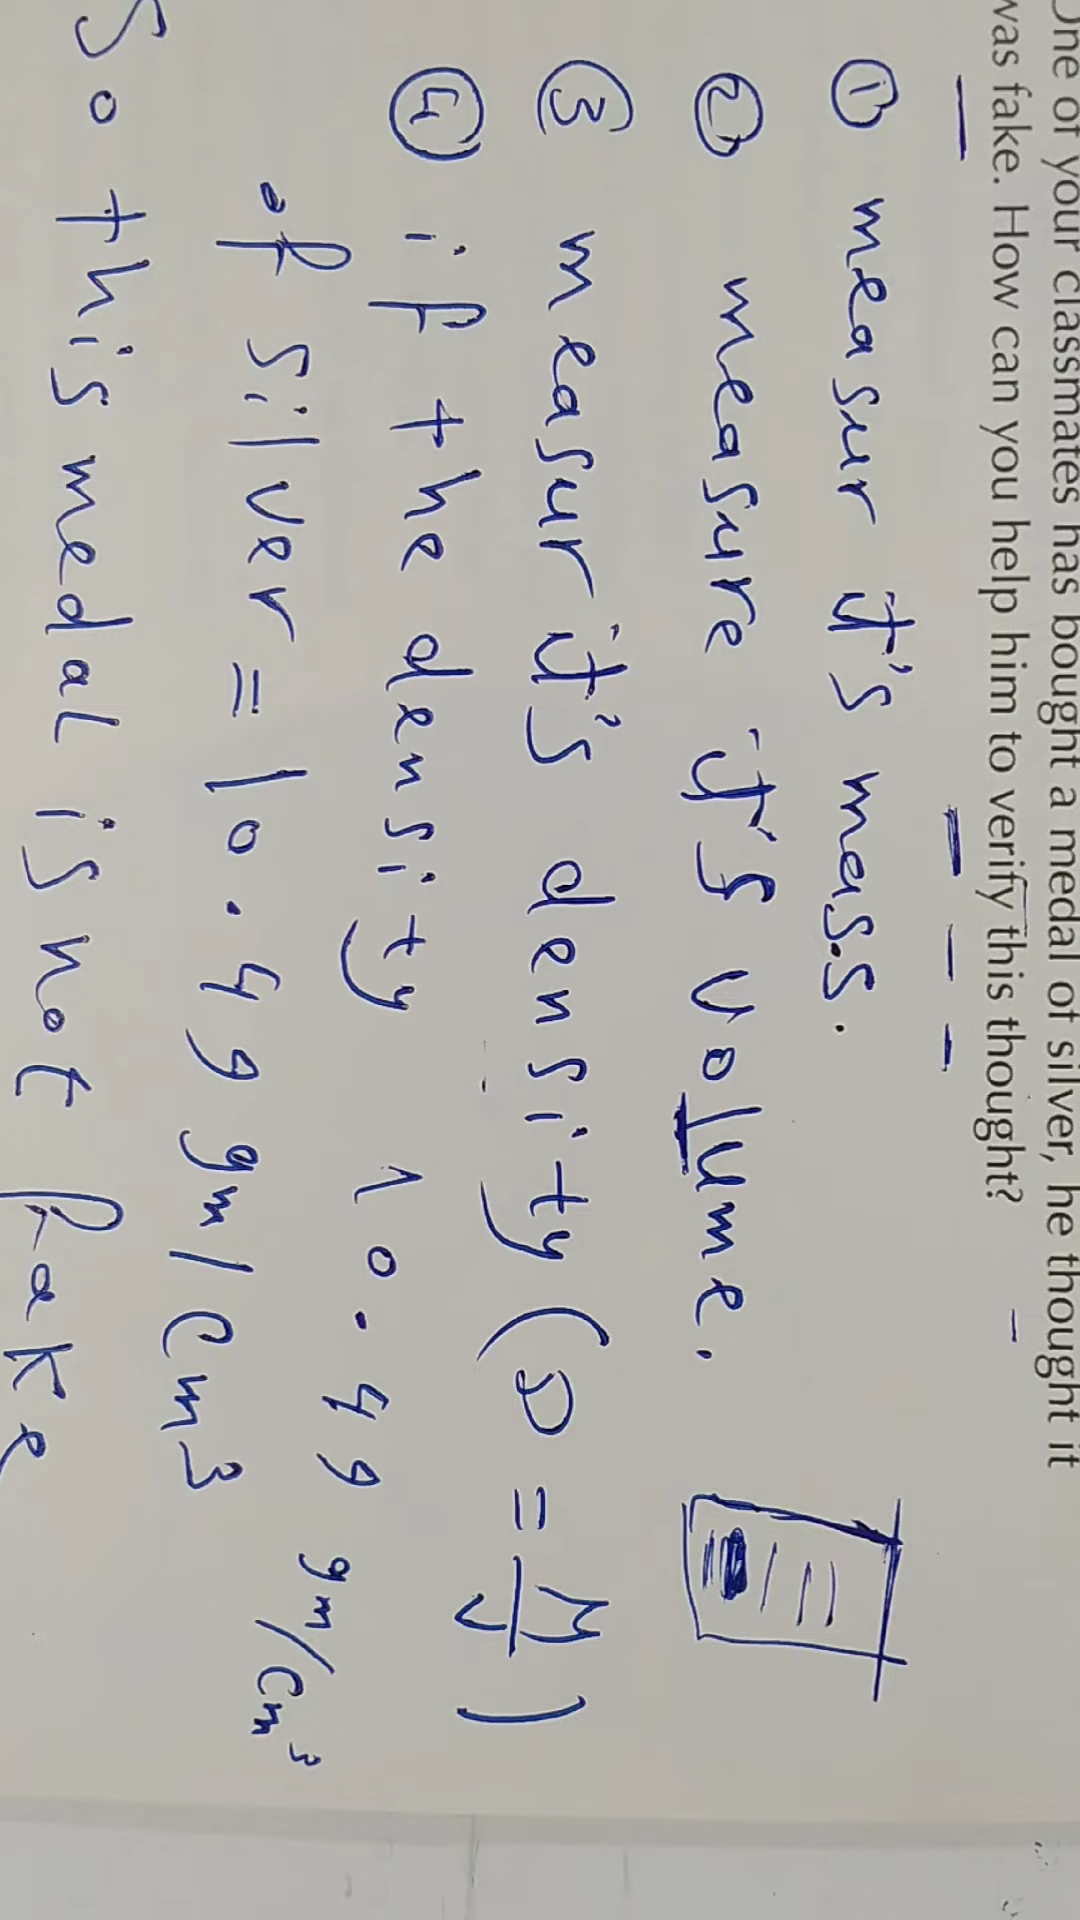 One of your classmates has bought a medal of silver, he thought it
was fake. How can you help him to verify this thought?
① measur it's mas.s.
② measure it's volume.
③ measur it's density (D = M/v)
④ if the density 10.49 gm/cm³
of silver = 10.49 gm/cm³
So this medal is not fake